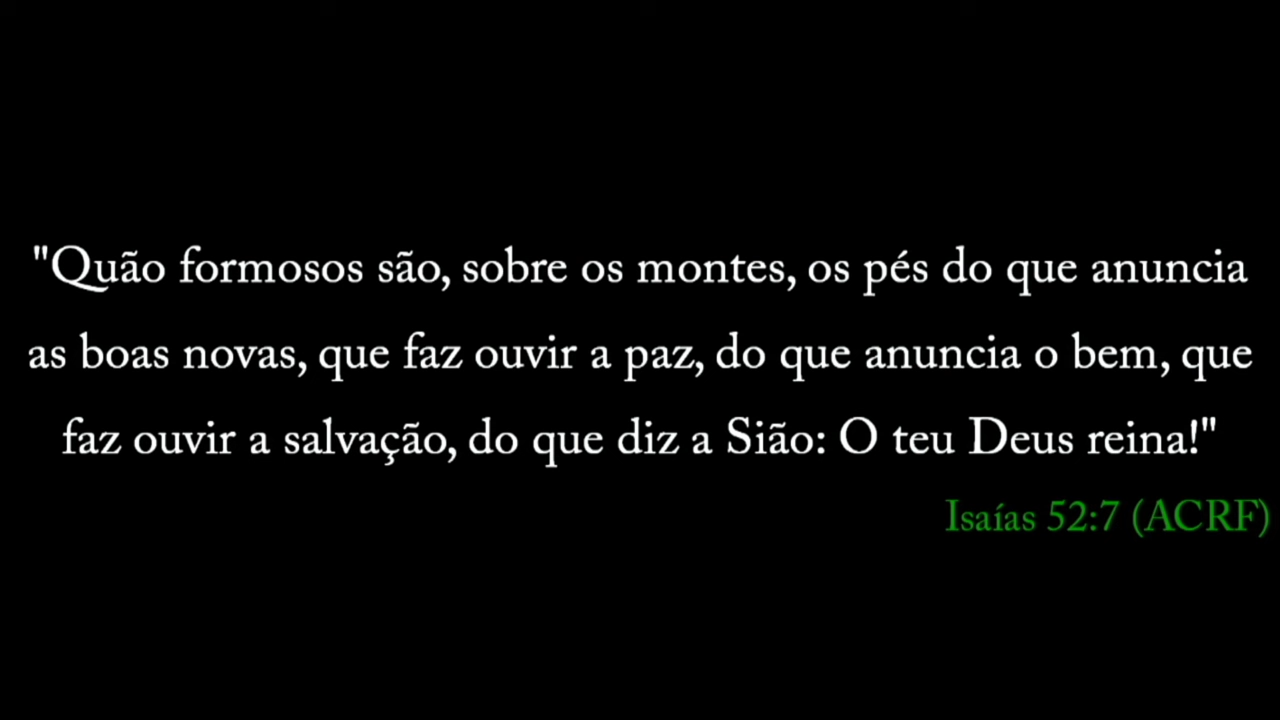 "Quão formosos são, sobre os montes, os pés do que anuncia
as boas novas, que faz ouvir a paz, do que anuncia o bem, que
faz ouvir a salvação, do que diz a Sião: O teu Deus reina!"
Isaías 52:7 (ACRF)